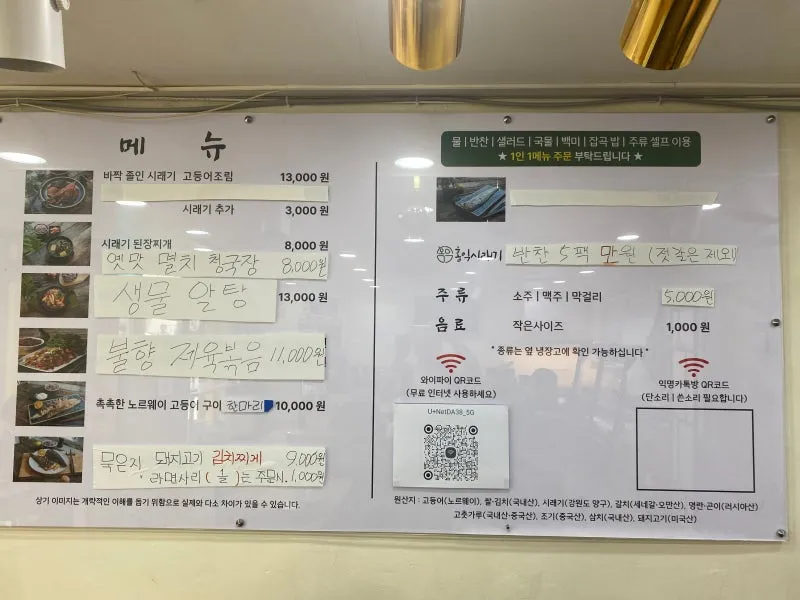 메 뉴
바짝 졸인 시래기 고등어조림 13,000 원
시래기 추가 3,000 원
시래기 된장찌개 8,000 원
옛맛 멸치 청국장 8,000원
생물 알탕 13,000 원
불향 제육볶음 11,000원
촉촉한 노르웨이 고등어 구이 한마리 10,000 원
묵은지 돼지고기 김치찌게 9,000원
라면사리 (1)도 주문시. 1,000원
상기 이미지는 개략적인 이해를 돕기 위함으로 실제와 다소 차이가 있을 수 있습니다.
물 | 반찬 | 샐러드 | 국물 | 백미 | 잡곡 밥 | 주류 셀프 이용
★ 1인 1메뉴 주문 부탁드립니다 ★
홍익시래기 반찬 5팩 만원 (젓갈은 제외)
주 류 소주 | 맥주 | 막걸리 5,000원
음 료 작은사이즈 1,000 원
* 종류는 앞 냉장고에 확인 가능하십니다 *
와이파이 QR코드
(무료 인터넷 사용하세요)
U+NetDA38_5G
익명카톡방 QR코드
(단소리 | 쓴소리 필요합니다)
원산지 : 고등어(노르웨이), 쌀·김치(국내산), 시래기(강원도 양구), 갈치(세네갈·오만산), 명란·곤이(러시아산)
고춧가루(국내산·중국산), 조기(중국산), 삼치(국내산), 돼지고기(미국산)